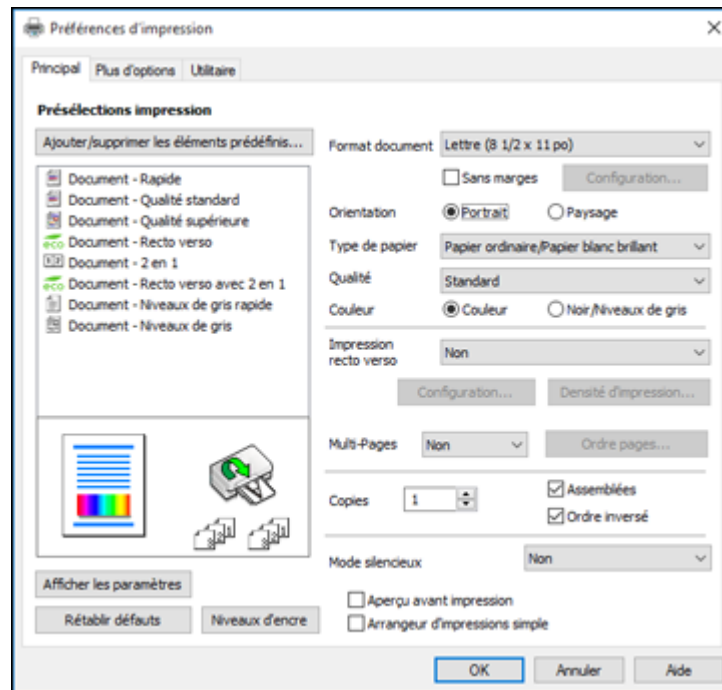 Préférences d'impression
Principal
Plus d'options
Utilitaire
Présélections impression
Ajouter/supprimer les éléments prédéfinis...
Document - Rapide
Document - Qualité standard
Document - Qualité supérieure
eco Document - Recto verso
Document - 2 en 1
eco Document - Recto verso avec 2 en 1
Document - Niveaux de gris rapide
Document - Niveaux de gris
Afficher les paramètres
Rétablir défauts
Niveaux d'encre
Format document
Lettre (8 1/2 x 11 po)
Sans marges
Configuration...
Orientation
Portrait
Paysage
Type de papier
Papier ordinaire/Papier blanc brillant
Qualité
Standard
Couleur
Couleur
Noir/Niveaux de gris
Impression
recto verso
Non
Configuration...
Densité d'impression...
Multi-Pages
Non
Ordre pages...
Copies
1
Assemblées
Ordre inversé
Mode silencieux
Non
Aperçu avant impression
Arrangeur d'impressions simple
OK
Annuler
Aide